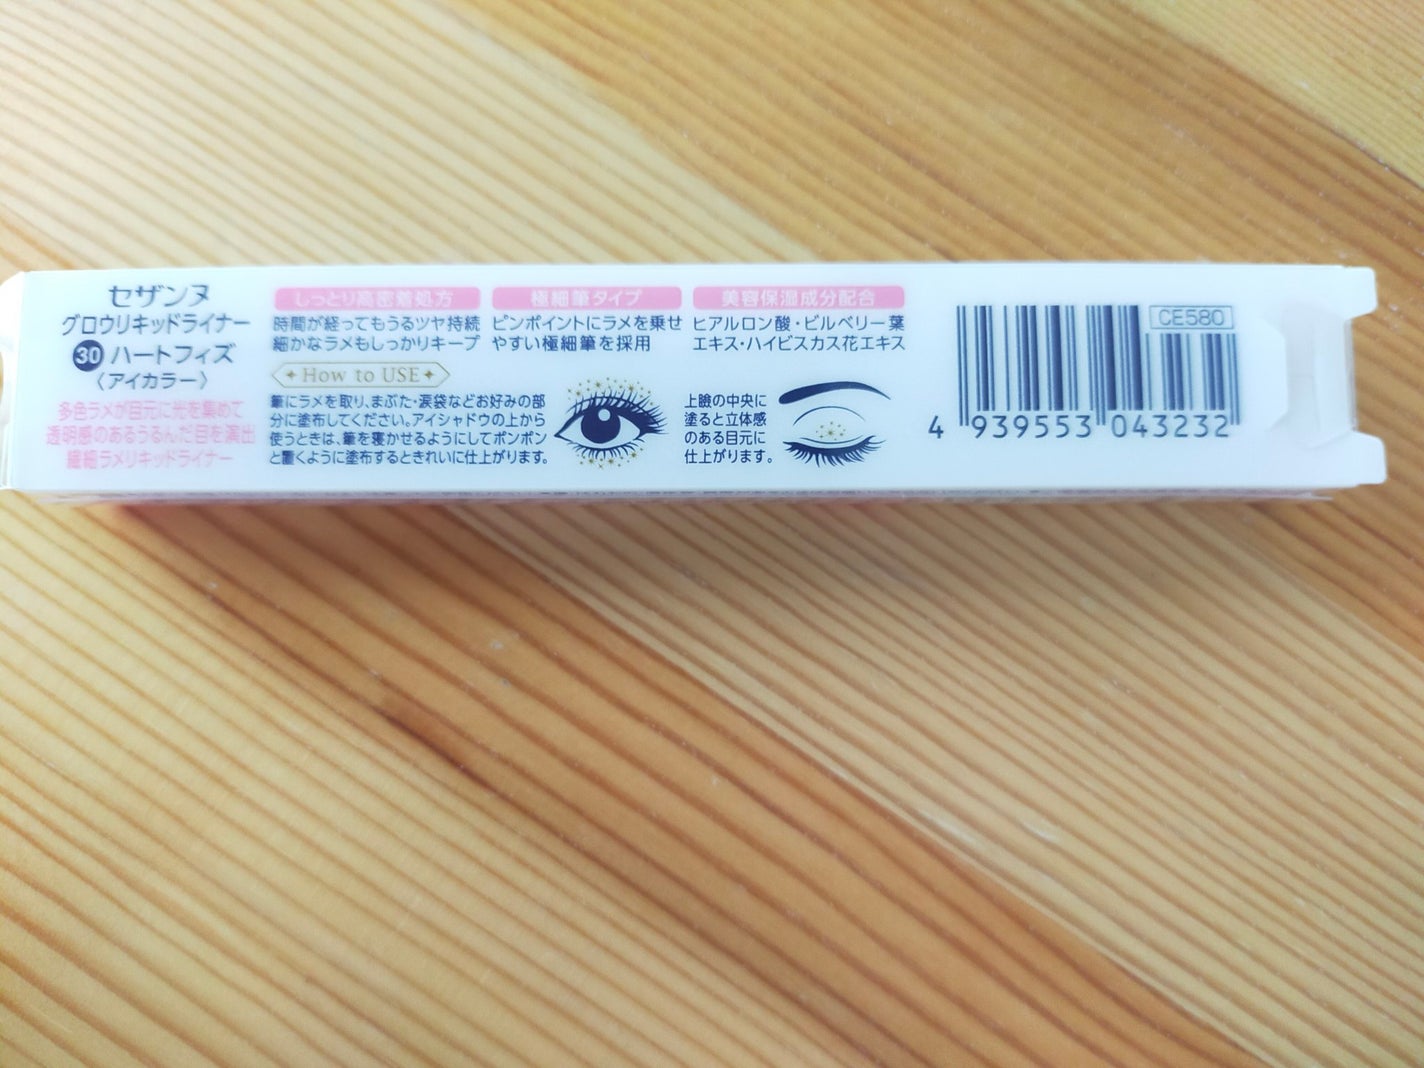 セザンヌ
グロウリキッドライナー
30 ハートフィズ
〈アイカラー〉
多色ラメが目元に光を集めて
透明感のあるうるんだ目を演出
繊細ラメリキッドライナー
しっとり高密着処方
時間が経ってもうるツヤ持続
細かなラメもしっかりキープ
極細筆タイプ
ピンポイントにラメを乗せ
やすい極細筆を採用
美容保湿成分配合
ヒアルロン酸・ビルベリー葉
エキス・ハイビスカス花エキス
How to USE
筆にラメを取り、まぶた・涙袋などお好みの部
分に塗布してください。アイシャドウの上から
使うときは、筆を寝かせるようにしてポンポン
と置くように塗布するときれいに仕上がります。
上瞼の中央に
塗ると立体感
のある目元に
仕上がります。
CE580
4 939553 043232